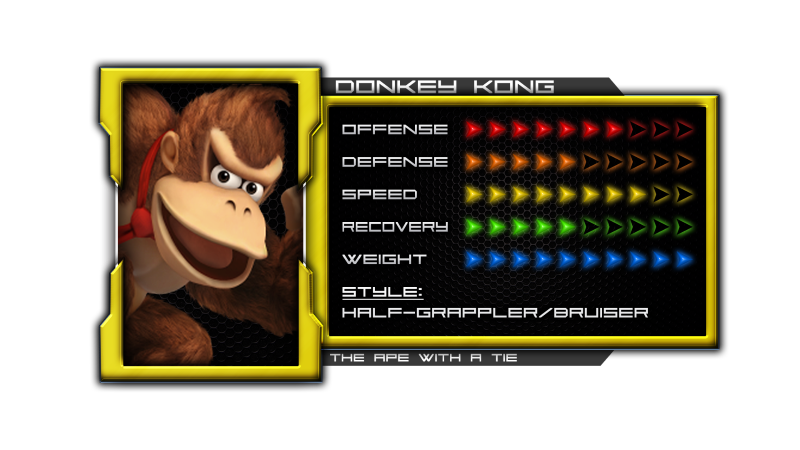 DONKEY KONG
OFFENSE
DEFENSE
SPEED
RECOVERY
WEIGHT
STYLE:
HALF-GRAPPLER/BRUISER
THE APE WITH A TIE